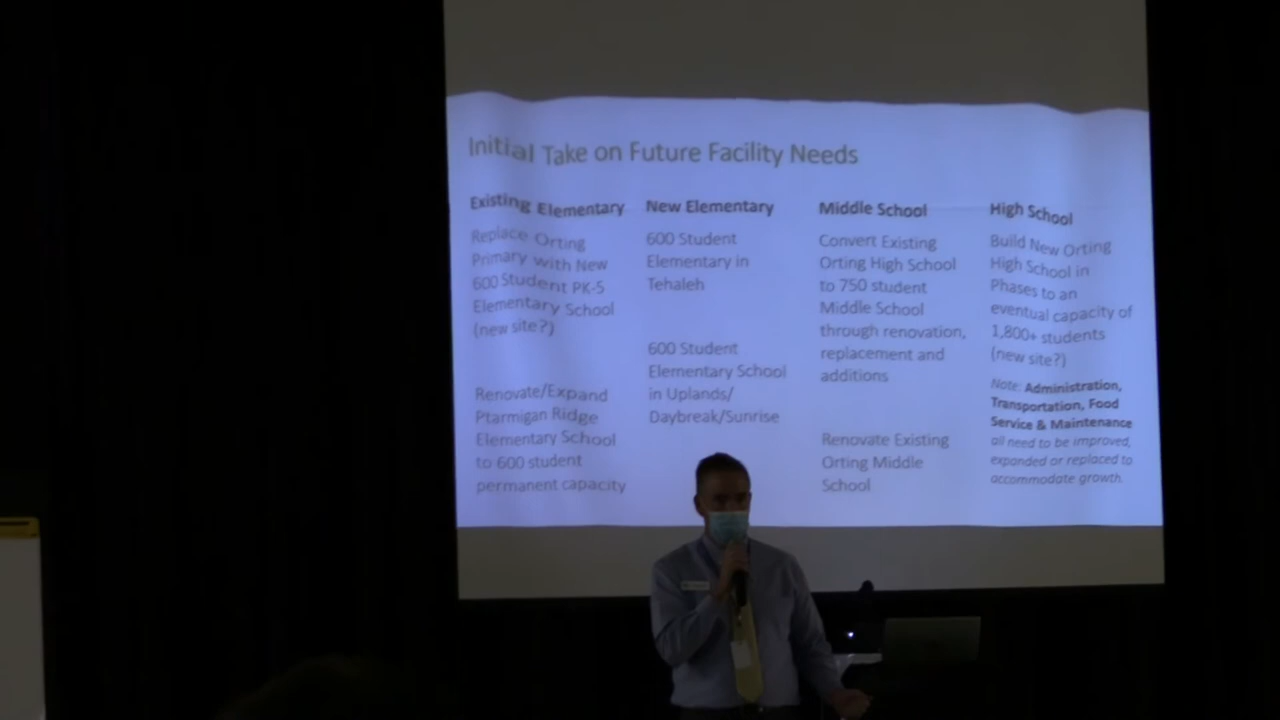 Initial Take on Future Facility Needs
Existing Elementary
Replace Orting
Primary with New
600 Student PK-5
Elementary School
(new site?)
Renovate/Expand
Ptarmigan Ridge
Elementary School
to 600 student
permanent capacity
New Elementary
600 Student
Elementary in
Tehaleh
600 Student
Elementary School
in Uplands/
Daybreak/Sunrise
Middle School
Convert Existing
Orting High School
to 750 student
Middle School
through renovation,
replacement and
additions
Renovate Existing
Orting Middle
School
High School
Build New Orting
High School in
Phases to an
eventual capacity of
1,800+ students
(new site?)
Note: Administration,
Transportation, Food
Service & Maintenance
all need to be improved,
expanded or replaced to
accommodate growth.